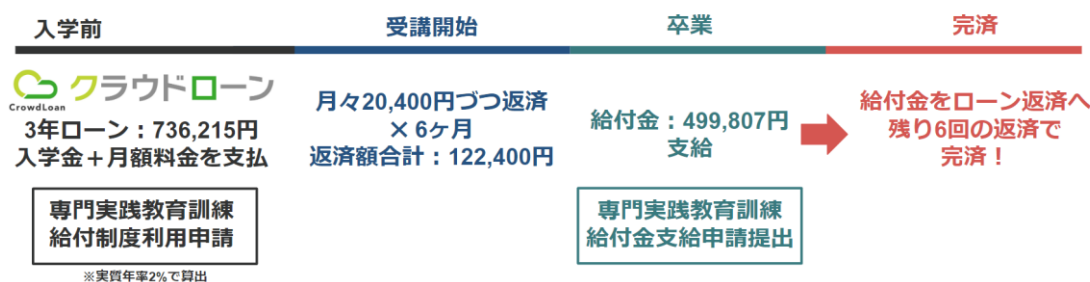 入学前
受講開始
卒業
完済
クラウドローン
CrowdLoan
3年ローン：736,215円
入学金＋月額料金を支払
専門実践教育訓練
給付制度利用申請
※実質年率2%で算出
月々20,400円づつ返済
× 6ヶ月
返済額合計：122,400円
給付金：499,807円
支給
専門実践教育訓練
給付金支給申請提出
給付金をローン返済へ
残り6回の返済で
完済！